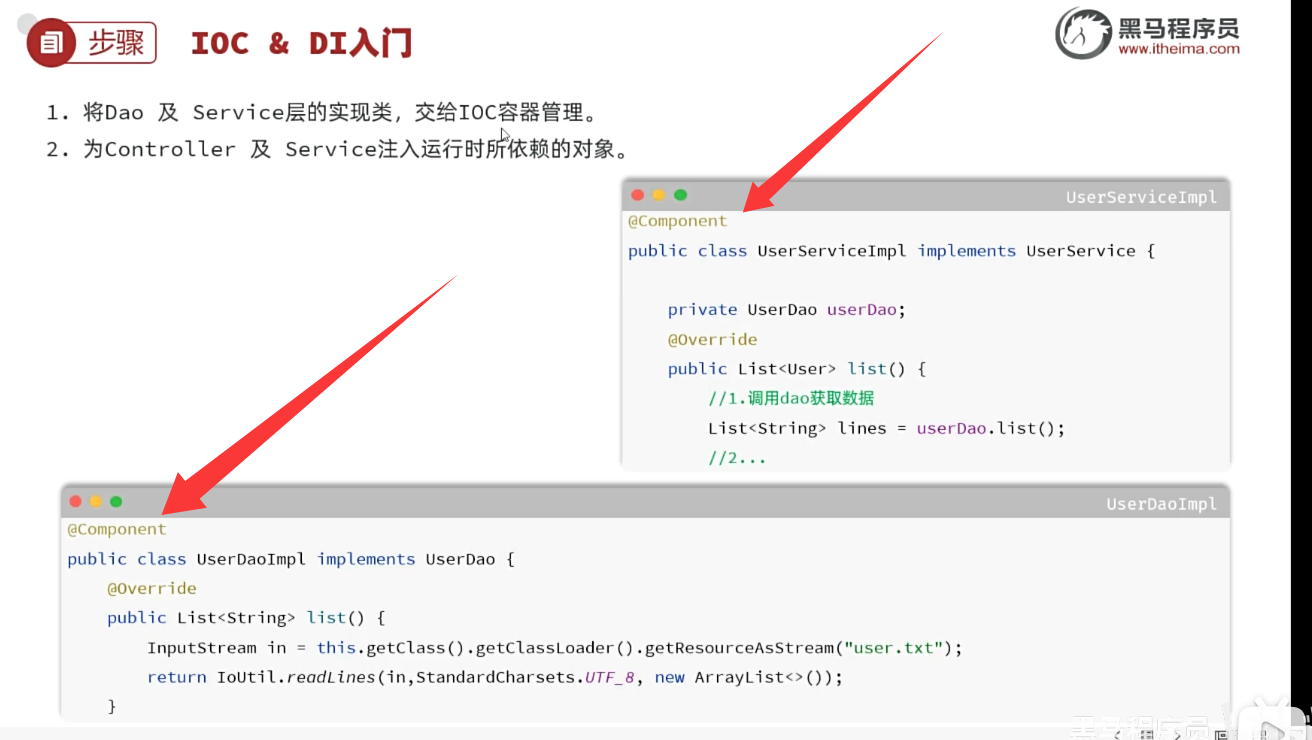 步骤 IOC & DI入门
黑马程序员
www.itheima.com
1. 将Dao 及 Service层的实现类，交给IOC容器管理。
2. 为Controller 及 Service注入运行时所依赖的对象。
UserServiceImpl
@Component
public class UserServiceImpl implements UserService {
private UserDao userDao;
@Override
public List<User> list() {
//1.调用dao获取数据
List<String> lines = userDao.list();
//2...
UserDaoImpl
@Component
public class UserDaoImpl implements UserDao {
@Override
public List<String> list() {
InputStream in = this.getClass().getClassLoader().getResourceAsStream("user.txt");
return IoUtil.readLines(in,StandardCharsets.UTF_8, new ArrayList<>());
}
黑马程序员